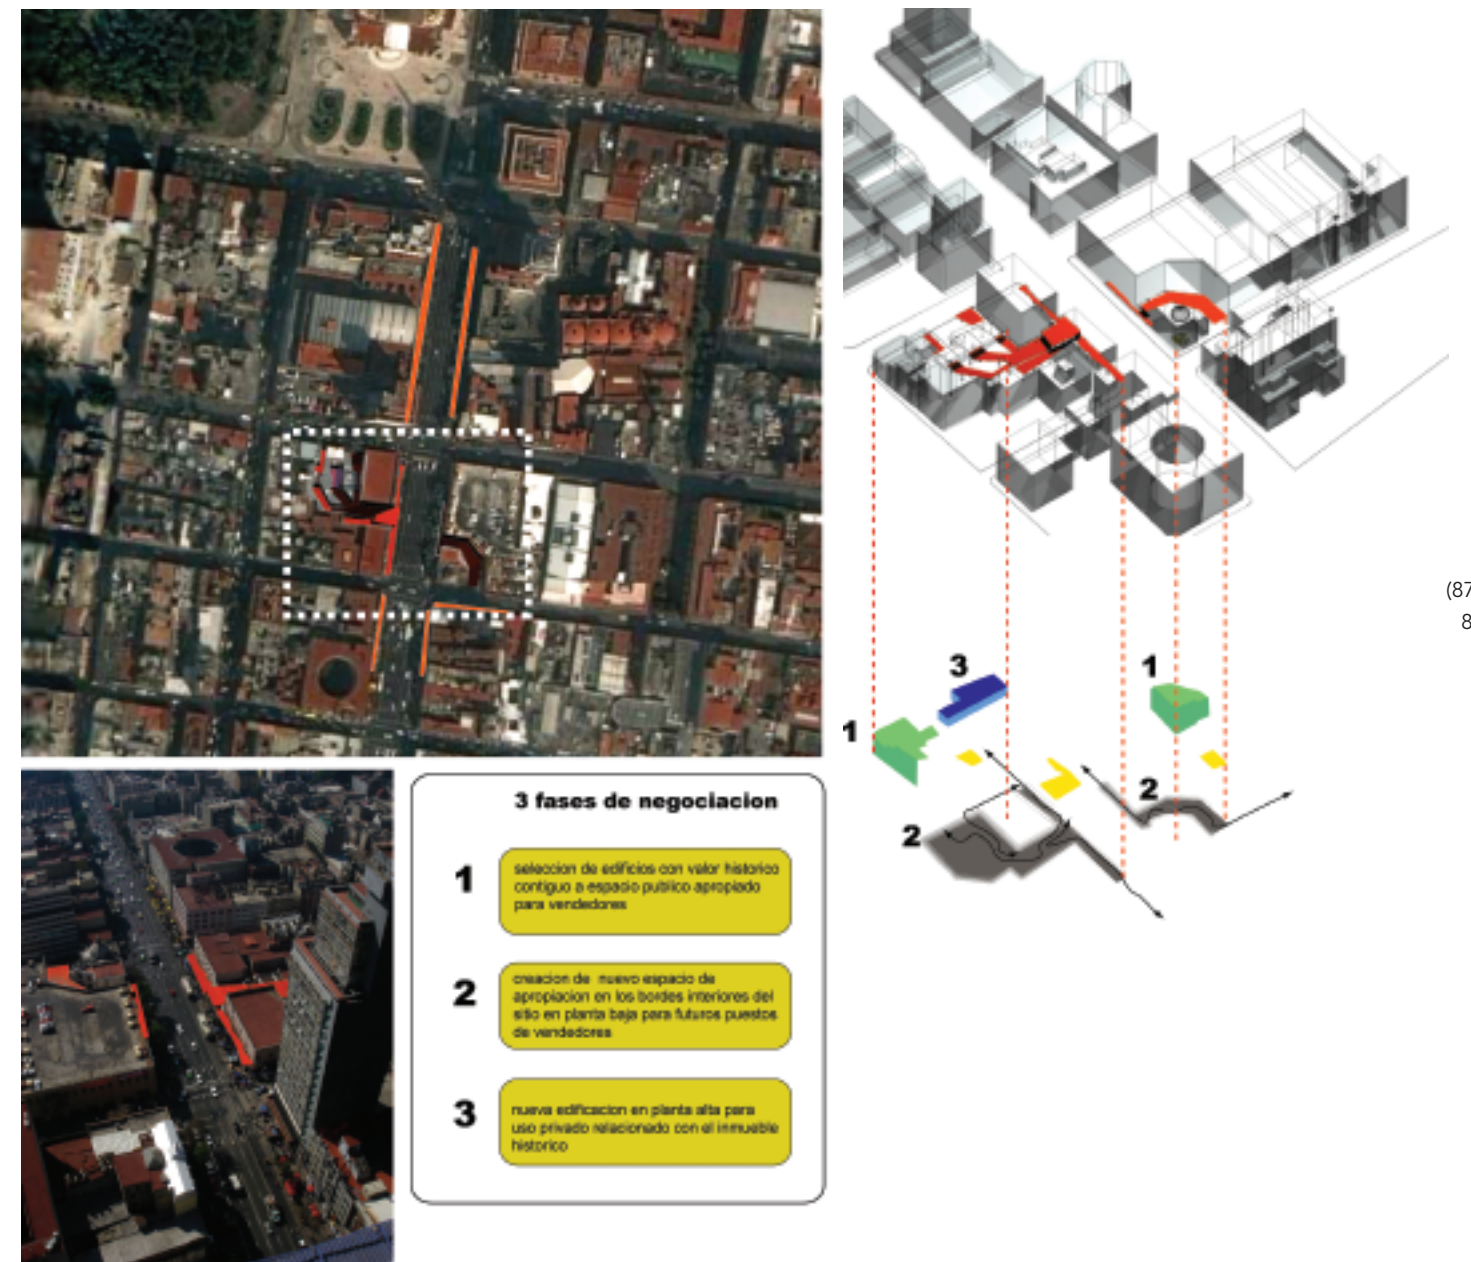 (87
8
3
1
1
2
2
3 fases de negociacion
1
seleccion de edificios con valor historico
contiguo a espacio publico apropiado
para vendedores
2
creacion de nuevo espacio de
apropiacion en los bordes interiores del
sitio en planta baja para futuros puestos
de vendedores
3
nueva edificacion en planta alta para
uso privado relacionado con el inmueble
historico